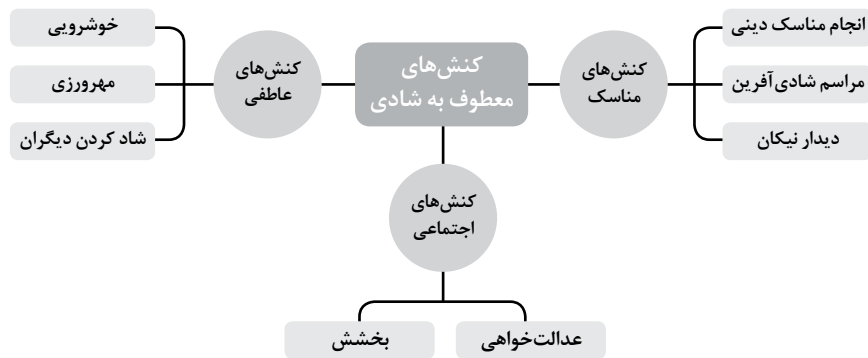 کنش‌های
معطوف به شادی
کنش‌های
مناسک
انجام مناسک دینی
مراسم شادی‌آفرین
دیدار نیکان
کنش‌های
عاطفی
خوشرویی
مهرورزی
شاد کردن دیگران
کنش‌های
اجتماعی
عدالت‌خواهی
بخشش